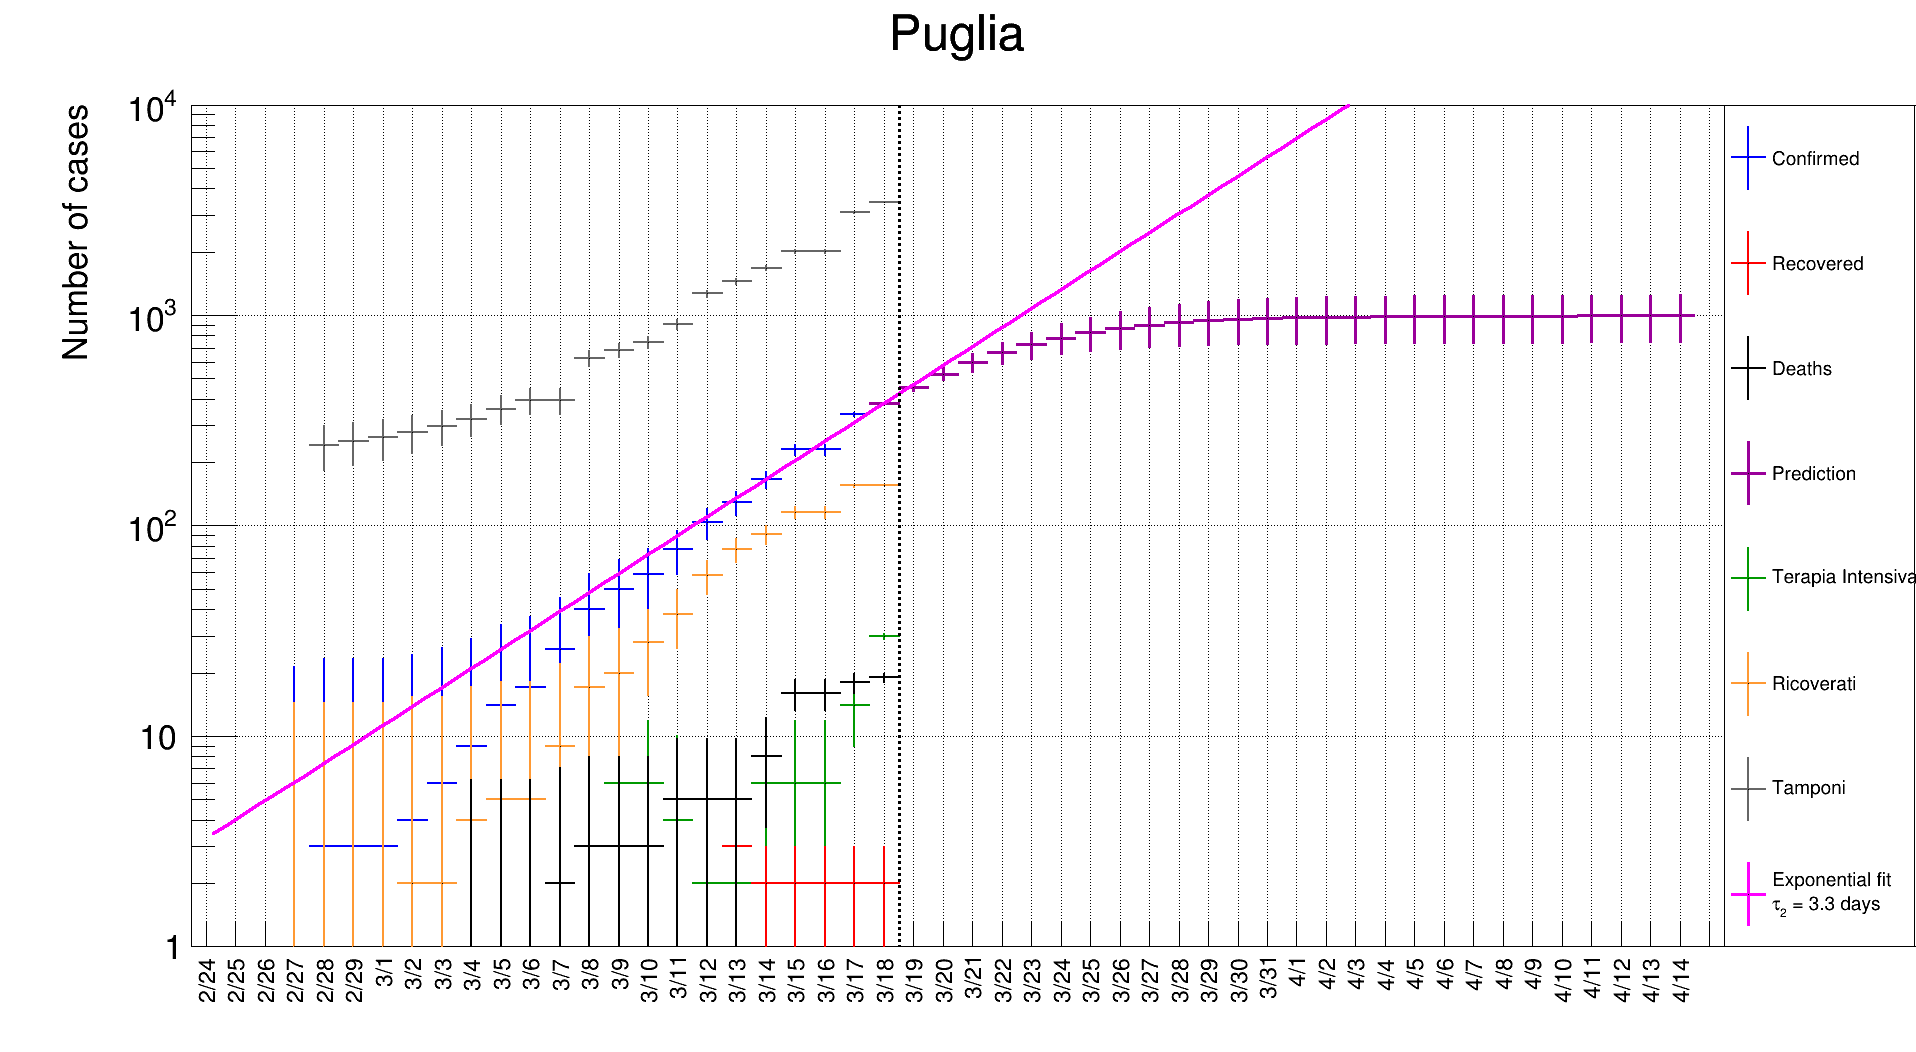 Puglia
Number of cases
10^4
10^3
10^2
10
1
2/24 2/25 2/26 2/27 2/28 2/29 3/1 3/2 3/3 3/4 3/5 3/6 3/7 3/8 3/9 3/10 3/11 3/12 3/13 3/14 3/15 3/16 3/17 3/18 3/19 3/20 3/21 3/22 3/23 3/24 3/25 3/26 3/27 3/28 3/29 3/30 3/31 4/1 4/2 4/3 4/4 4/5 4/6 4/7 4/8 4/9 4/10 4/11 4/12 4/13 4/14
Confirmed
Recovered
Deaths
Prediction
Terapia Intensiva
Ricoverati
Tamponi
Exponential fit
τ₂ = 3.3 days